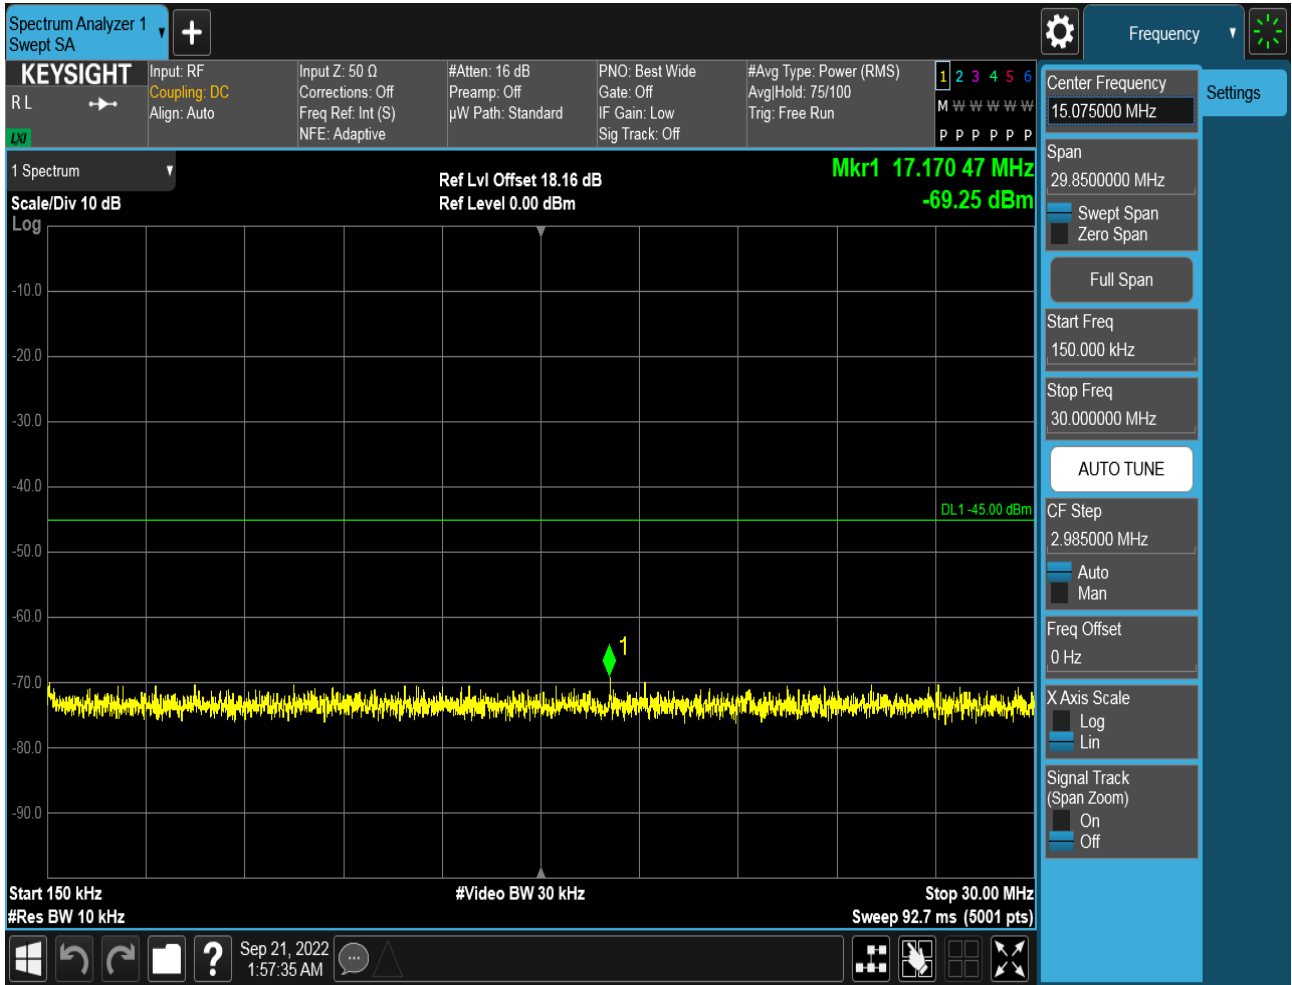 Spectrum Analyzer 1
Swept SA
+
Frequency
KEYSIGHT
R L
LXI
Input: RF
Coupling: DC
Align: Auto
Input Z: 50 Ω
Corrections: Off
Freq Ref: Int (S)
NFE: Adaptive
#Atten: 16 dB
Preamp: Off
µW Path: Standard
PNO: Best Wide
Gate: Off
IF Gain: Low
Sig Track: Off
#Avg Type: Power (RMS)
Avg|Hold: 75/100
Trig: Free Run
1 2 3 4 5 6
M W W W W W
P P P P P P
1 Spectrum
Scale/Div 10 dB
Log
Ref Lvl Offset 18.16 dB
Ref Level 0.00 dBm
Mkr1 17.170 47 MHz
-69.25 dBm
-10.0
-20.0
-30.0
-40.0
DL1 -45.00 dBm
-50.0
-60.0
1
-70.0
-80.0
-90.0
Start 150 kHz
#Video BW 30 kHz
Stop 30.00 MHz
#Res BW 10 kHz
Sweep 92.7 ms (5001 pts)
Center Frequency
15.075000 MHz
Settings
Span
29.8500000 MHz
Swept Span
Zero Span
Full Span
Start Freq
150.000 kHz
Stop Freq
30.000000 MHz
AUTO TUNE
CF Step
2.985000 MHz
Auto
Man
Freq Offset
0 Hz
X Axis Scale
Log
Lin
Signal Track
(Span Zoom)
On
Off
?
Sep 21, 2022
1:57:35 AM